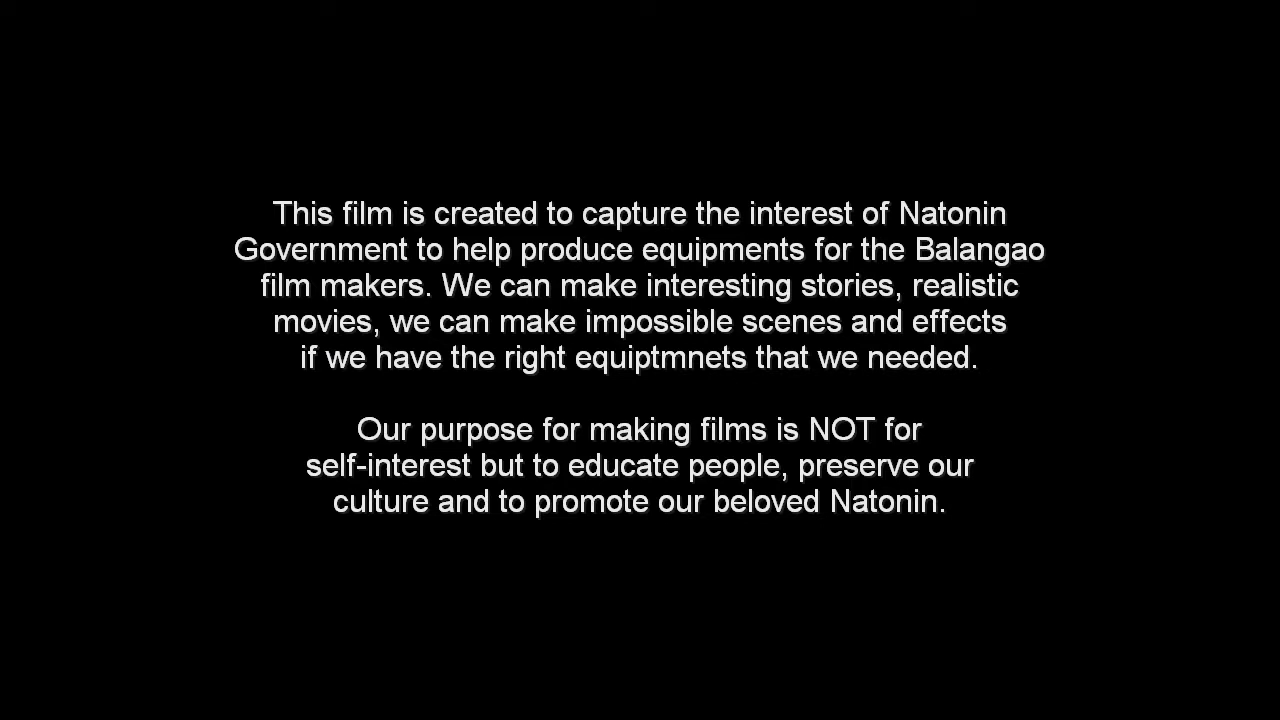 This film is created to capture the interest of Natonin
Government to help produce equipments for the Balangao
film makers. We can make interesting stories, realistic
movies, we can make impossible scenes and effects
if we have the right equiptmnets that we needed.
Our purpose for making films is NOT for
self-interest but to educate people, preserve our
culture and to promote our beloved Natonin.